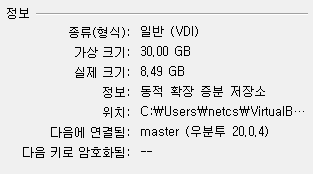 정보
종류(형식): 일반 (VDI)
가상 크기: 30,00 GB
실제 크기: 8,49 GB
정보: 동적 확장 증분 저장소
위치: C:₩Users₩netcs₩VirtualB⋯
다음에 연결됨: master (우분투 20,0,4)
다음 키로 암호화됨: --